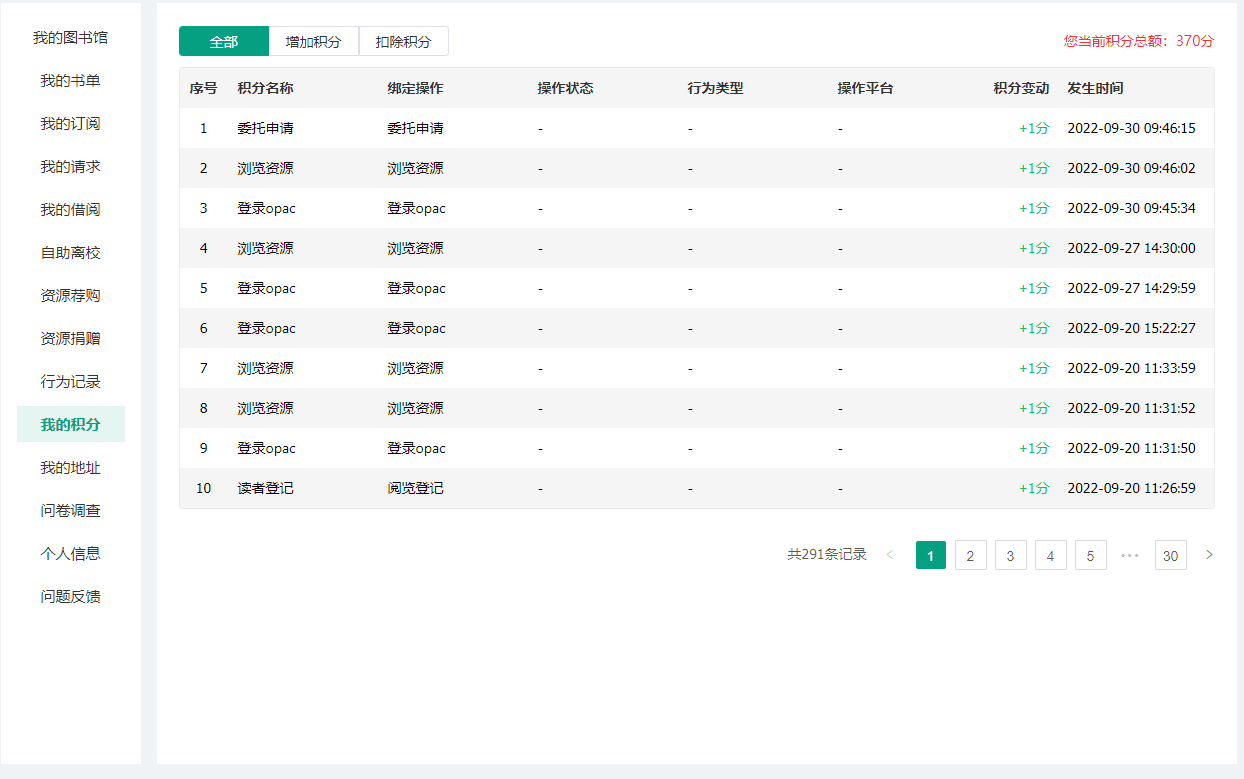 我的图书馆
我的书单
我的订阅
我的请求
我的借阅
自助离校
资源荐购
资源捐赠
行为记录
我的积分
我的地址
问卷调查
个人信息
问题反馈
全部 增加积分 扣除积分 您当前积分总额：370分
序号 积分名称 绑定操作 操作状态 行为类型 操作平台 积分变动 发生时间
1 委托申请 委托申请 - - - +1分 2022-09-30 09:46:15
2 浏览资源 浏览资源 - - - +1分 2022-09-30 09:46:02
3 登录opac 登录opac - - - +1分 2022-09-30 09:45:34
4 浏览资源 浏览资源 - - - +1分 2022-09-27 14:30:00
5 登录opac 登录opac - - - +1分 2022-09-27 14:29:59
6 登录opac 登录opac - - - +1分 2022-09-20 15:22:27
7 浏览资源 浏览资源 - - - +1分 2022-09-20 11:33:59
8 浏览资源 浏览资源 - - - +1分 2022-09-20 11:31:52
9 登录opac 登录opac - - - +1分 2022-09-20 11:31:50
10 读者登记 阅览登记 - - - +1分 2022-09-20 11:26:59
共291条记录 < 1 2 3 4 5 ••• 30 >